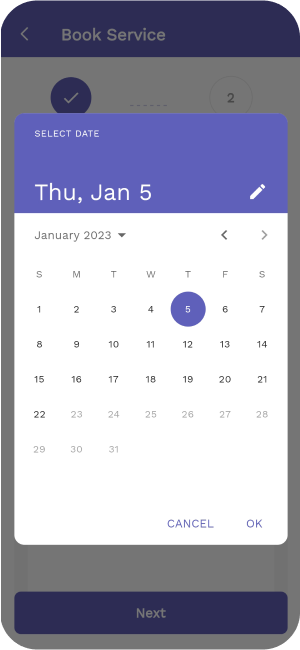 Book Service
2
SELECT DATE
Thu, Jan 5
January 2023
S M T W T F S
1 2 3 4 5 6 7
8 9 10 11 12 13 14
15 16 17 18 19 20 21
22 23 24 25 26 27 28
29 30 31
CANCEL OK
Next